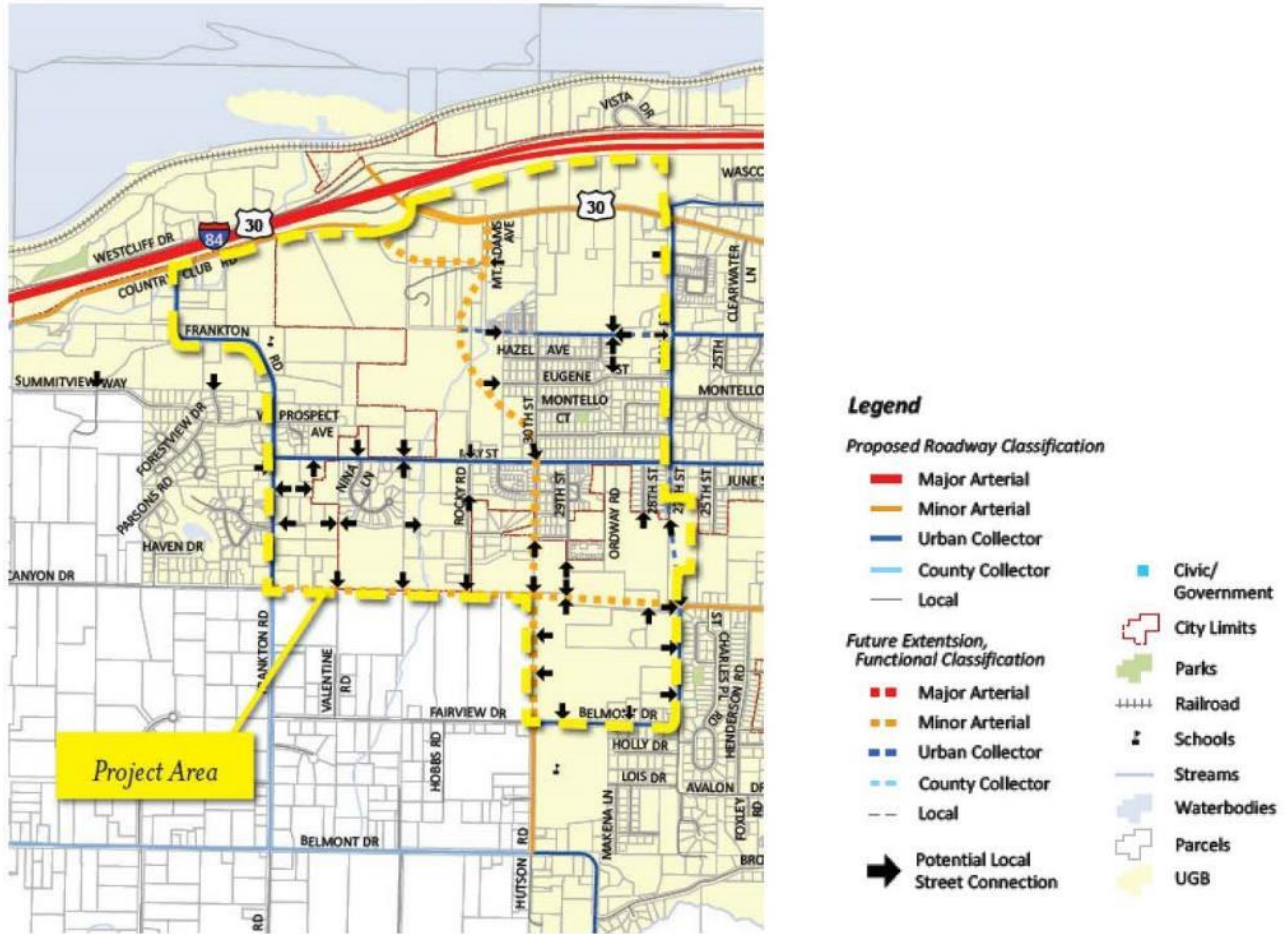 VISTA DR
WASCO
30
30
84
WESTCLIFF DR
COUNTRY CLUB RD
MT. ADAMS
AVE
CLEARWATER
LN
FRANKTON
RD
HAZEL AVE
25TH
EUGENE
ST
SUMMITVIEW WAY
MONTELLO
CT
MONTELLO
PROSPECT
AVE
FORESTVIEW DR
30TH ST
MAY ST
NINA
LN
ROCKY RD
29TH ST
ORDWAY RD
28TH ST
27TH ST
25TH ST
JUNE S
PARSONS RD
HAVEN DR
CANYON DR
RANKTON RD
VALENTINE
RD
ST
CHARLES PL
HENDERSON RD
RD
FAIRVIEW DR
BELMONT DR
HOBBS RD
HOLLY DR
LOIS DR
AVALON DR
Project Area
MAKENA LN
FOXLEY
RD
BELMONT DR
BRO
HUTSON RD
RD
Legend
Proposed Roadway Classification
Major Arterial
Minor Arterial
Urban Collector
County Collector
Local
Future Extentsion,
Functional Classification
Major Arterial
Minor Arterial
Urban Collector
County Collector
Local
Potential Local
Street Connection
Civic/
Government
City Limits
Parks
Railroad
Schools
Streams
Waterbodies
Parcels
UGB